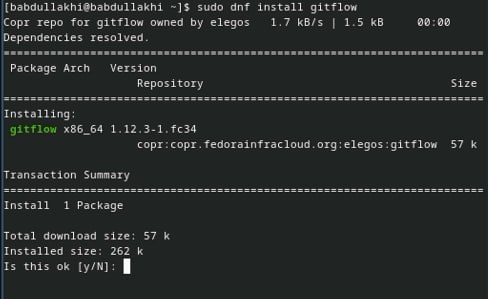 [babdullakhi@babdullakhi ~]$ sudo dnf install gitflow
Copr repo for gitflow owned by elegos   1.7 kB/s | 1.5 kB     00:00
Dependencies resolved.
================================================================
 Package Arch   Version
                  Repository                                Size
================================================================
Installing:
 gitflow x86_64 1.12.3-1.fc34
                  copr:copr.fedorainfracloud.org:elegos:gitflow  57 k

Transaction Summary
================================================================
Install  1 Package

Total download size: 57 k
Installed size: 262 k
Is this ok [y/N]: